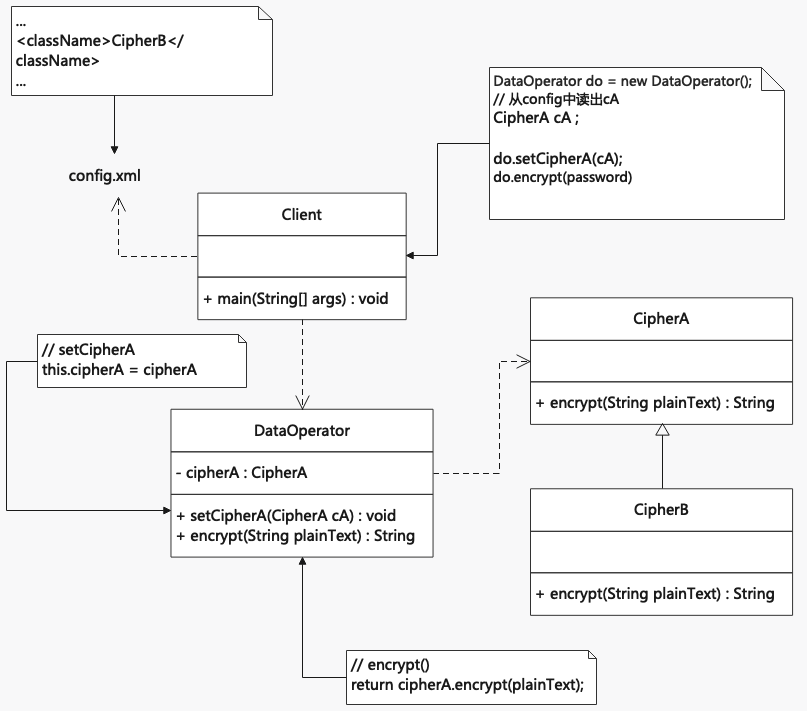 ...
<className>CipherB</
className>
...
config.xml
DataOperator do = new DataOperator();
// 从config中读出cA
CipherA cA ;
do.setCipherA(cA);
do.encrypt(password)
Client
+ main(String[] args) : void
// setCipherA
this.cipherA = cipherA
CipherA
+ encrypt(String plainText) : String
DataOperator
- cipherA : CipherA
+ setCipherA(CipherA cA) : void
+ encrypt(String plainText) : String
CipherB
+ encrypt(String plainText) : String
// encrypt()
return cipherA.encrypt(plainText);